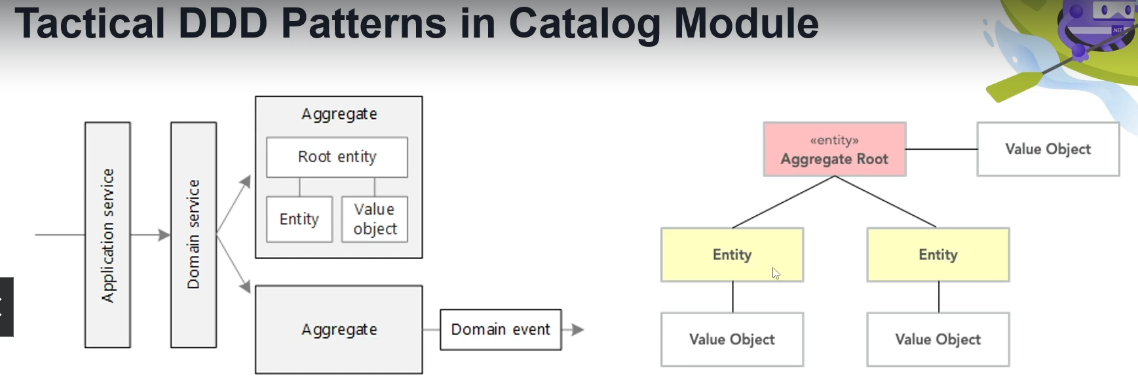 Tactical DDD Patterns in Catalog Module
Application service
Domain service
Aggregate
Root entity
Entity
Value
object
Aggregate
Domain event
«entity»
Aggregate Root
Value Object
Entity
Entity
Value Object
Value Object